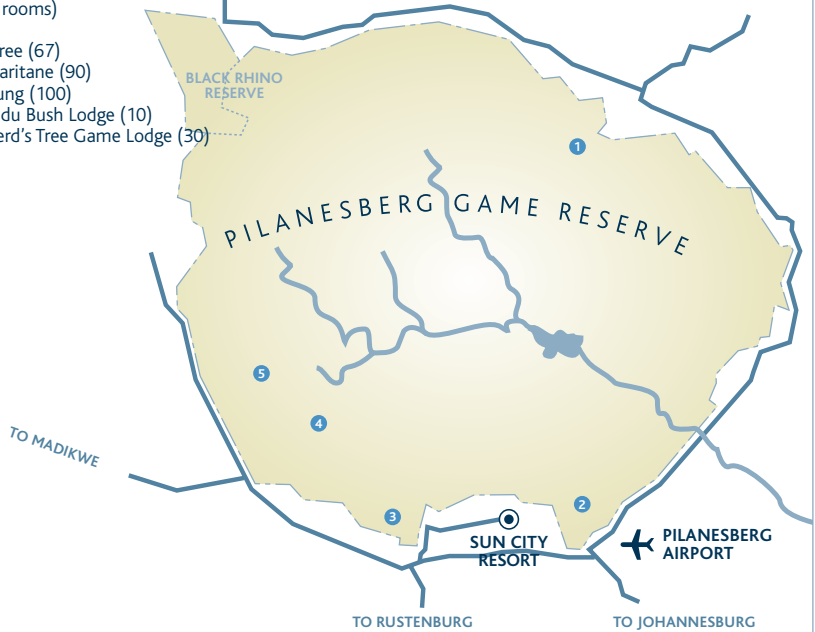 rooms)
ree (67)
aritane (90)
ung (100)
du Bush Lodge (10)
erd's Tree Game Lodge (30)
BLACK RHINO
RESERVE
1
PILANESBERG GAME RESERVE
5
4
TO MADIKWE
3
2
SUN CITY
RESORT
PILANESBERG
AIRPORT
TO RUSTENBURG
TO JOHANNESBURG